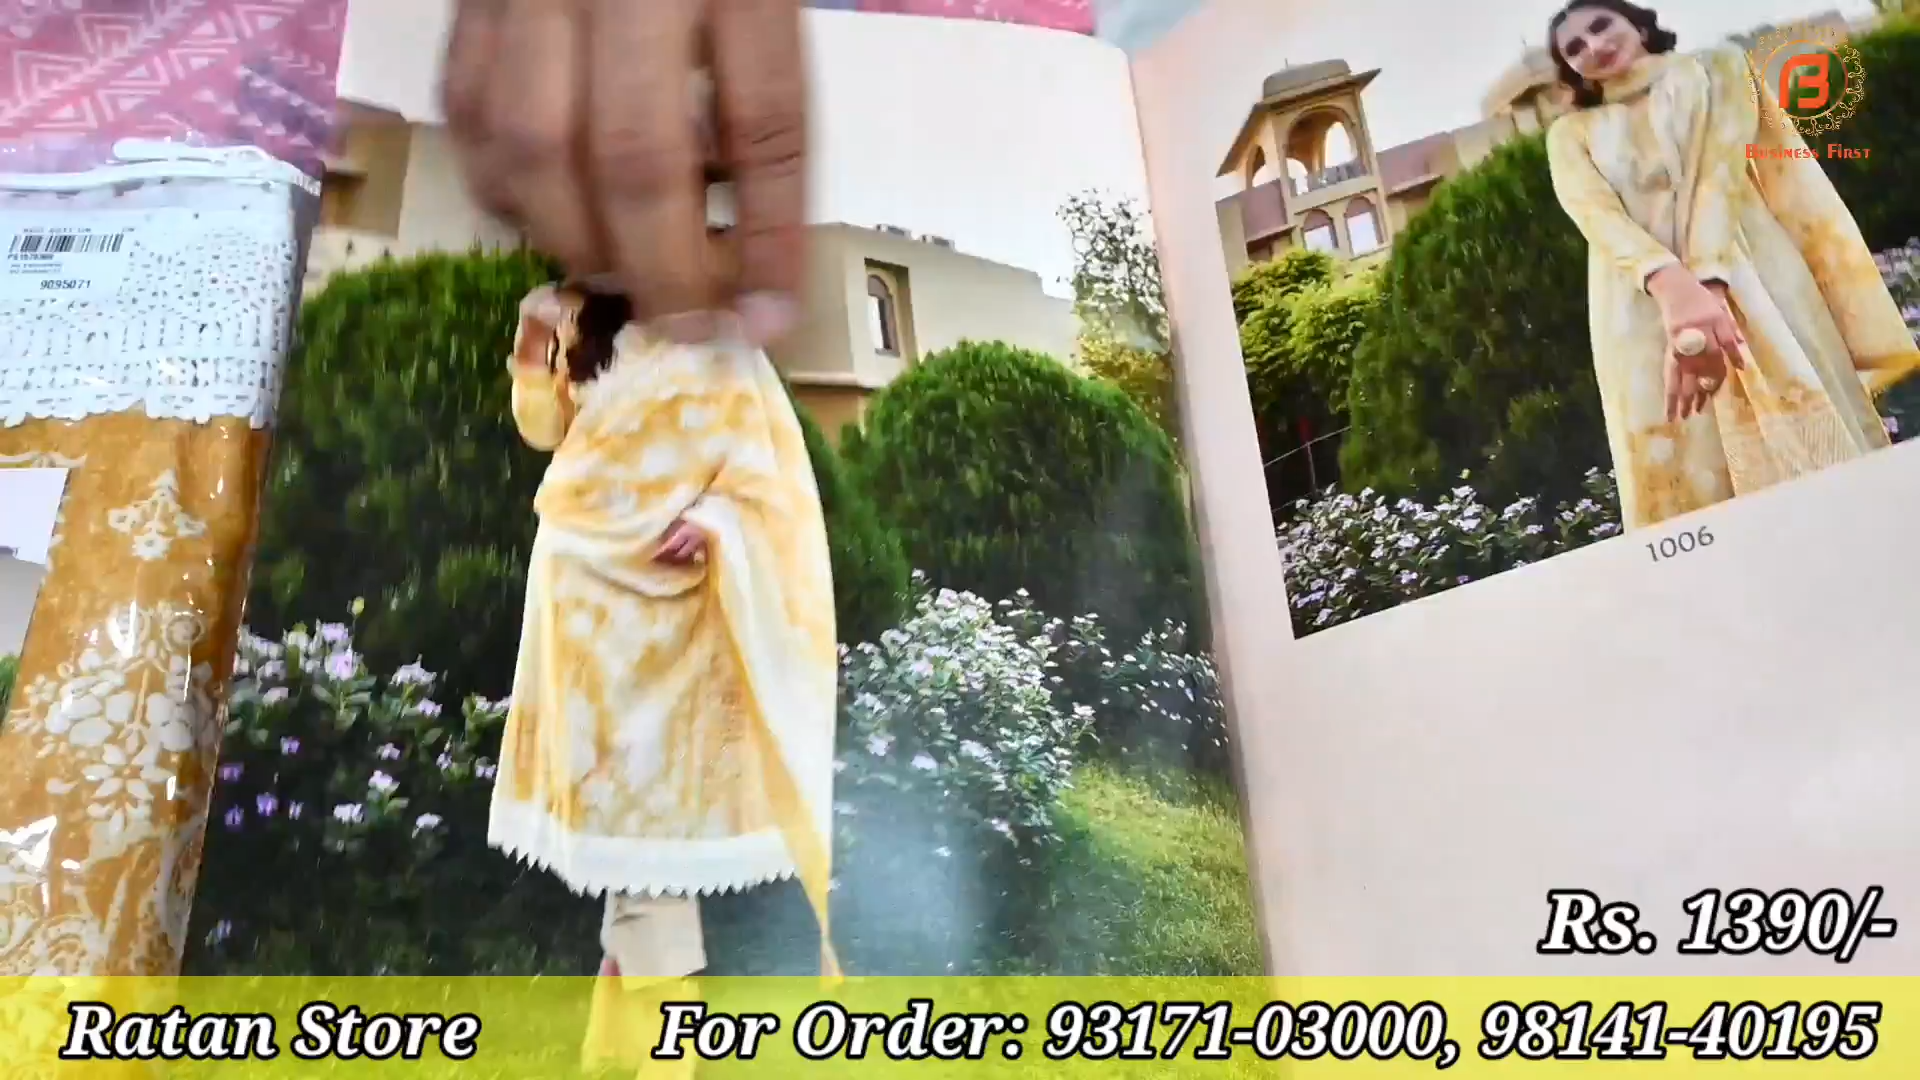 BUSINESS FIRST
9095071
1006
Rs. 1390/-
Ratan Store
For Order: 93171-03000, 98141-40195